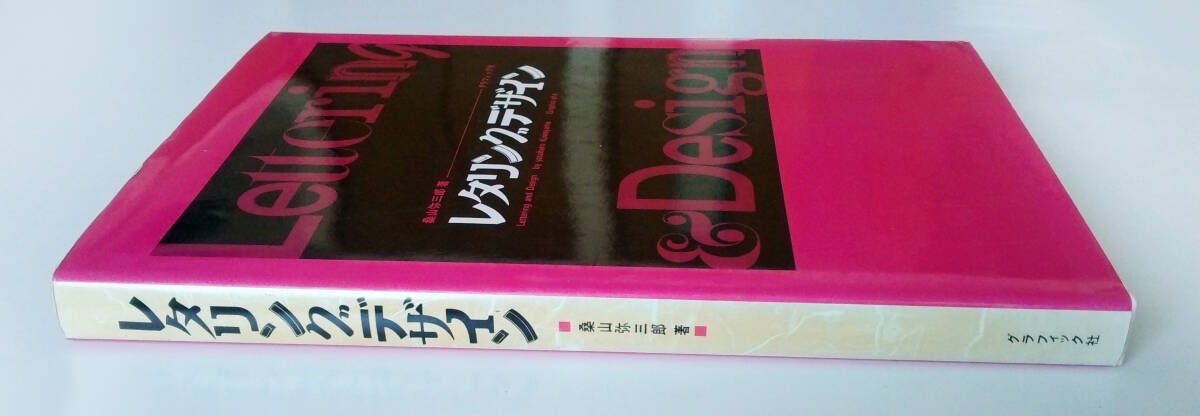 Lettering
グラフィック社
桑山弥三郎 著
レタリングデザイン
Lettering and Design by yasaburo Kuwayama Graphic-sha
& Design
レタリングデザイン
桑山弥三郎 著
グラフィック社